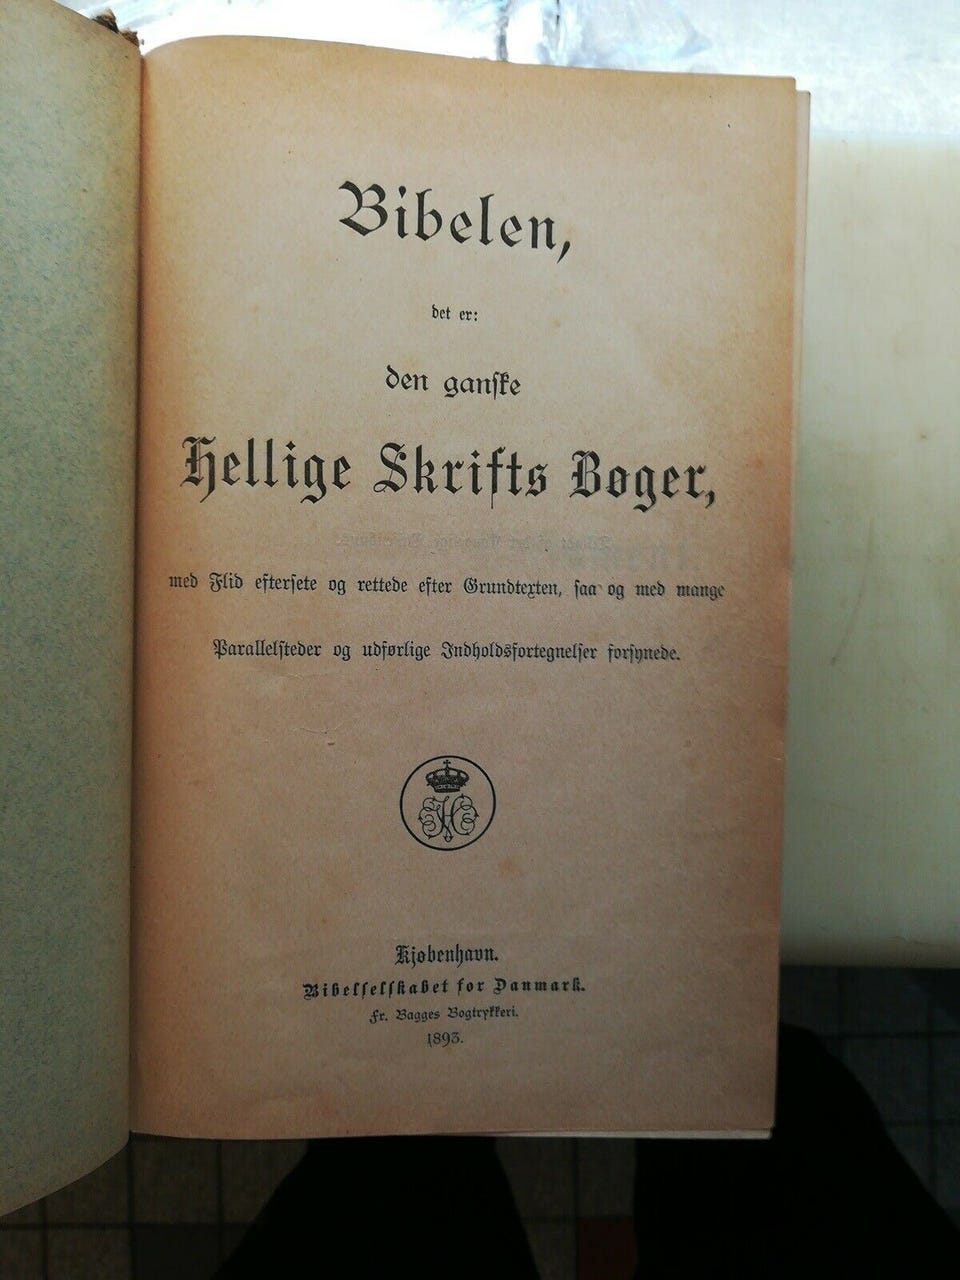 Bibelen,
det er:
den ganske
Hellige Skrifts Bøger,
med Flid eftersete og rettede efter Grundtexten, saa og med mange
Parallelsteder og udførlige Indholdsfortegnelser forsynede.
Kjøbenhavn.
Bibelselskabet for Danmark.
Fr. Bagges Bogtrykkeri.
1893.